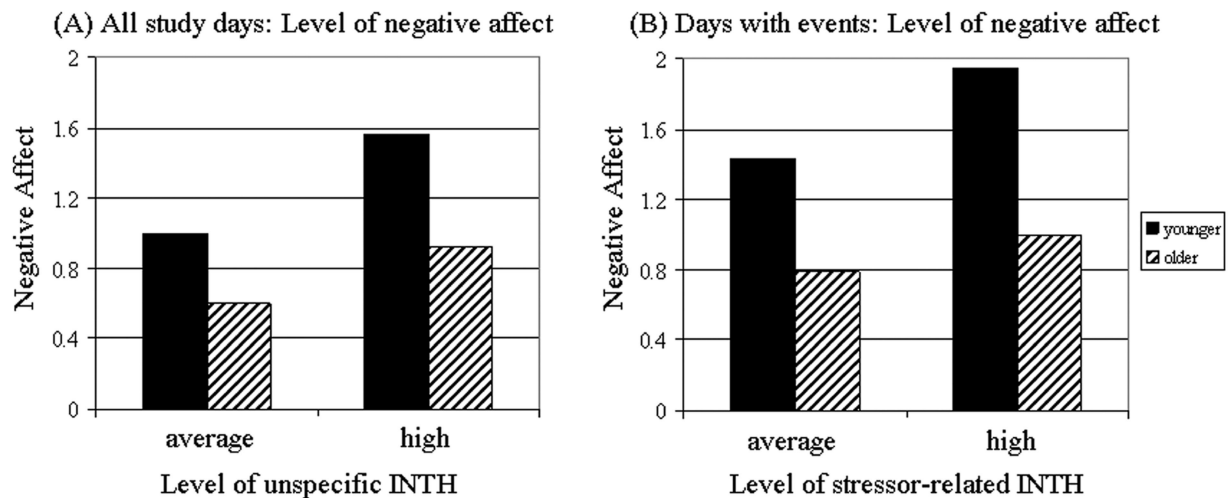 (A) All study days: Level of negative affect
2
1.6
1.2
0.8
0.4
0
Negative Affect
average high
Level of unspecific INTH
(B) Days with events: Level of negative affect
2
1.6
1.2
0.8
0.4
0
Negative Affect
average high
Level of stressor-related INTH
younger
older